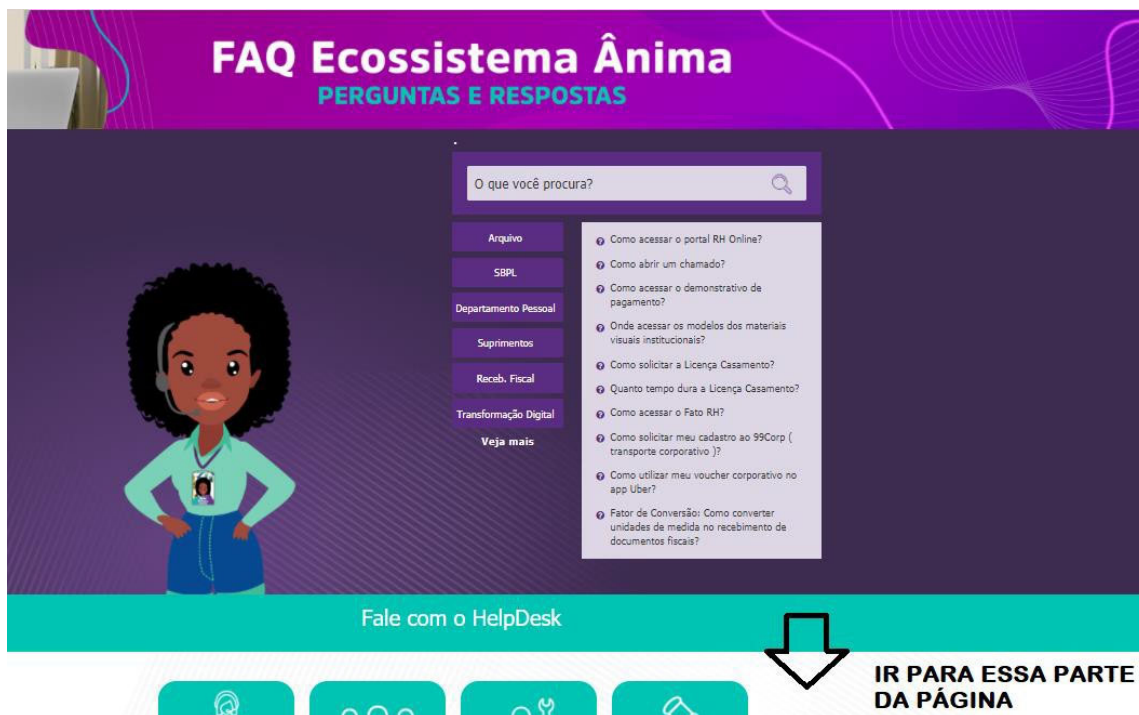 FAQ Ecossistema Ânima
PERGUNTAS E RESPOSTAS
O que você procura?
Arquivo
SBPL
Departamento Pessoal
Suprimentos
Receb. Fiscal
Transformação Digital
Veja mais
Como acessar o portal RH Online?
Como abrir um chamado?
Como acessar o demonstrativo de
pagamento?
Onde acessar os modelos dos materiais
visuais institucionais?
Como solicitar a Licença Casamento?
Quanto tempo dura a Licença Casamento?
Como acessar o Fato RH?
Como solicitar meu cadastro ao 99Corp (
transporte corporativo )?
Como utilizar meu voucher corporativo no
app Uber?
Fator de Conversão: Como converter
unidades de medida no recebimento de
documentos fiscais?
Fale com o HelpDesk
IR PARA ESSA PARTE
DA PÁGINA